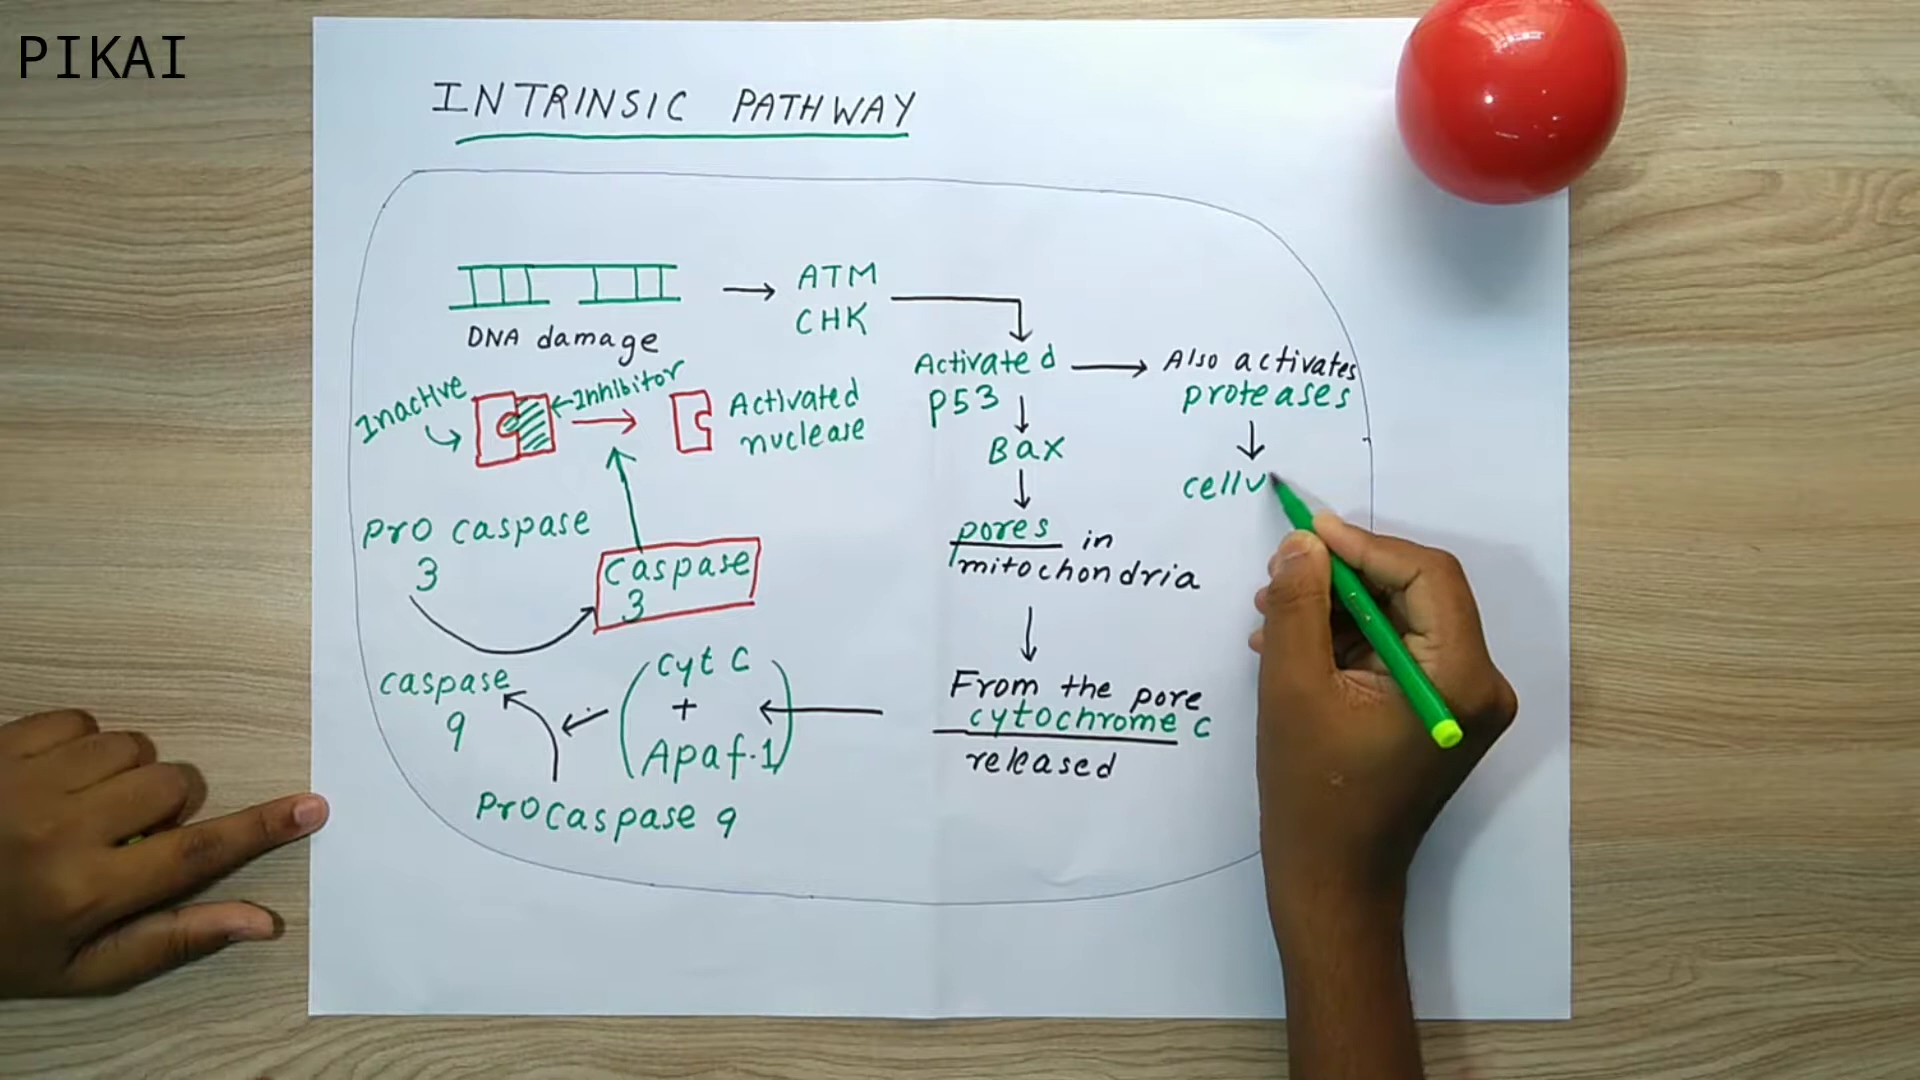 PIKAI
INTRINSIC PATHWAY
DNA damage
ATM
CHK
Activated
P53
Also activates
proteases
cellu
Bax
pores in
mitochondria
From the pore
cytochrome c
released
Cyt C
+
Apaf-1
Procaspase 9
caspase
9
Pro caspase
3
caspase
3
Inactive
Inhibitor
Activated
nuclease